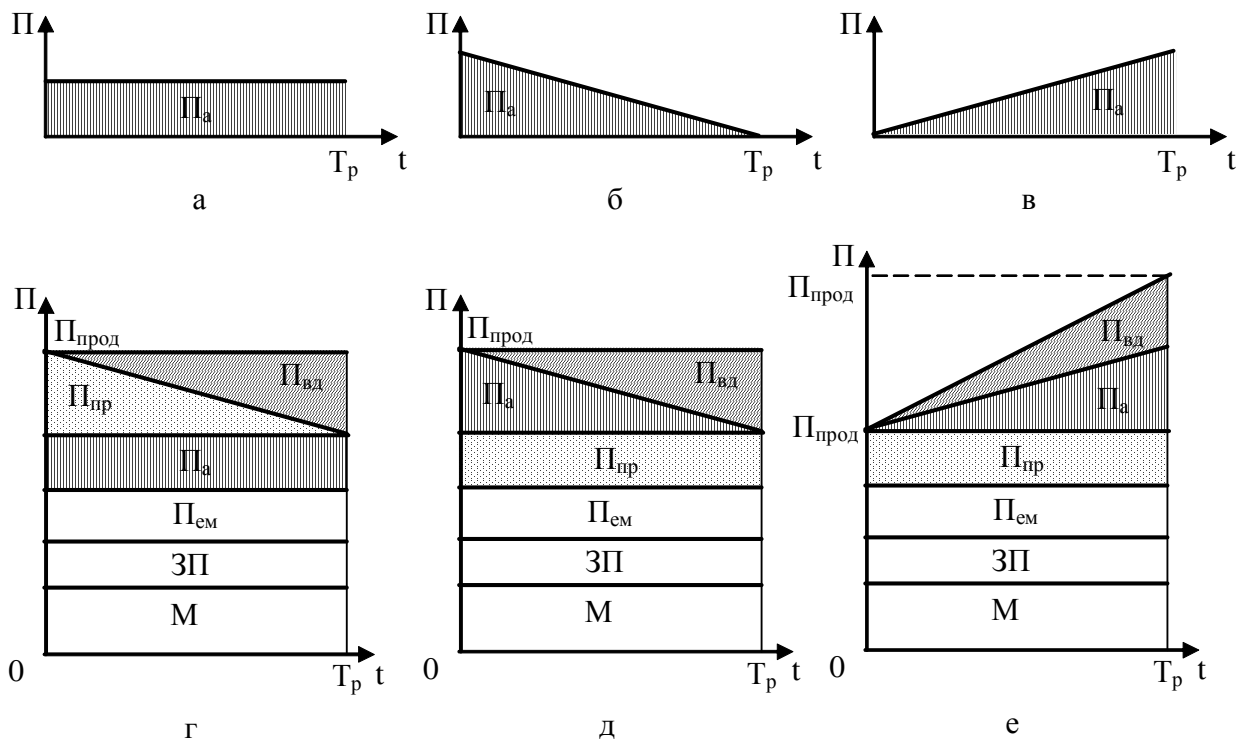 П П П
Па Па Па
Тр t Тр t Тр t
а б в
П П П
Ппрод Ппрод Ппрод
Пвд Пвд Пвд
Ппр Па Па
Ппрод
Па Ппр Ппр
Пем Пем Пем
ЗП ЗП ЗП
М М М
0 Тр t 0 Тр t 0 Тр t
г д е